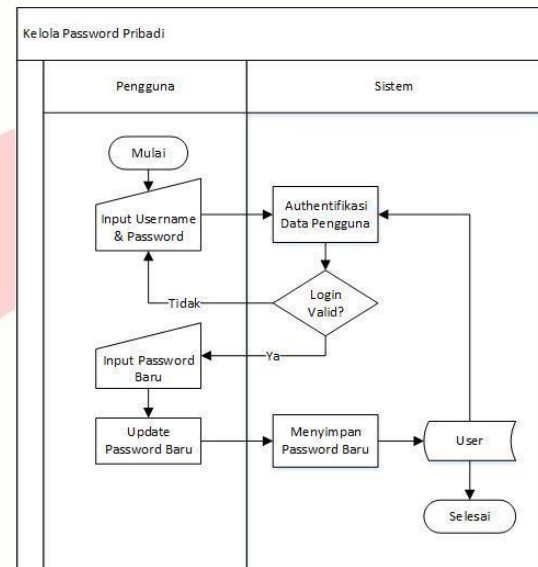 Kelola Password Pribadi
Pengguna
Sistem
Mulai
Input Username
& Password
Authentifikasi
Data Pengguna
Login
Valid?
Tidak
Ya
Input Password
Baru
Update
Password Baru
Menyimpan
Password Baru
User
Selesai